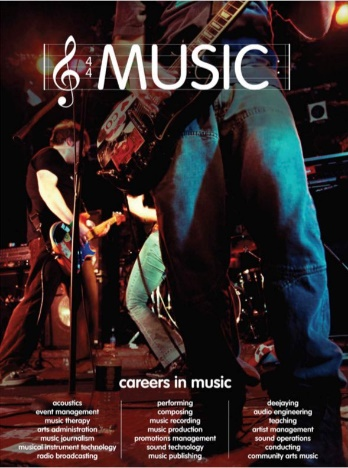 4
4
MUSIC
careers in music
acoustics
event management
music therapy
arts administration
music journalism
musical instrument technology
radio broadcasting
performing
composing
music recording
music production
promotions management
sound technology
music publishing
deejaying
audio engineering
teaching
artist management
sound operations
conducting
community arts music